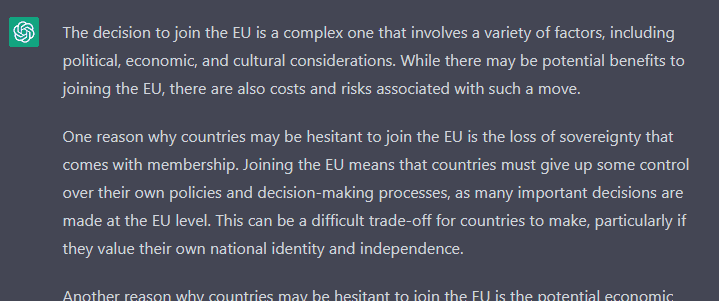 The decision to join the EU is a complex one that involves a variety of factors, including
political, economic, and cultural considerations. While there may be potential benefits to
joining the EU, there are also costs and risks associated with such a move.
One reason why countries may be hesitant to join the EU is the loss of sovereignty that
comes with membership. Joining the EU means that countries must give up some control
over their own policies and decision-making processes, as many important decisions are
made at the EU level. This can be a difficult trade-off for countries to make, particularly if
they value their own national identity and independence.
Another reason why countries may be hesitant to join the EU is the potential economic